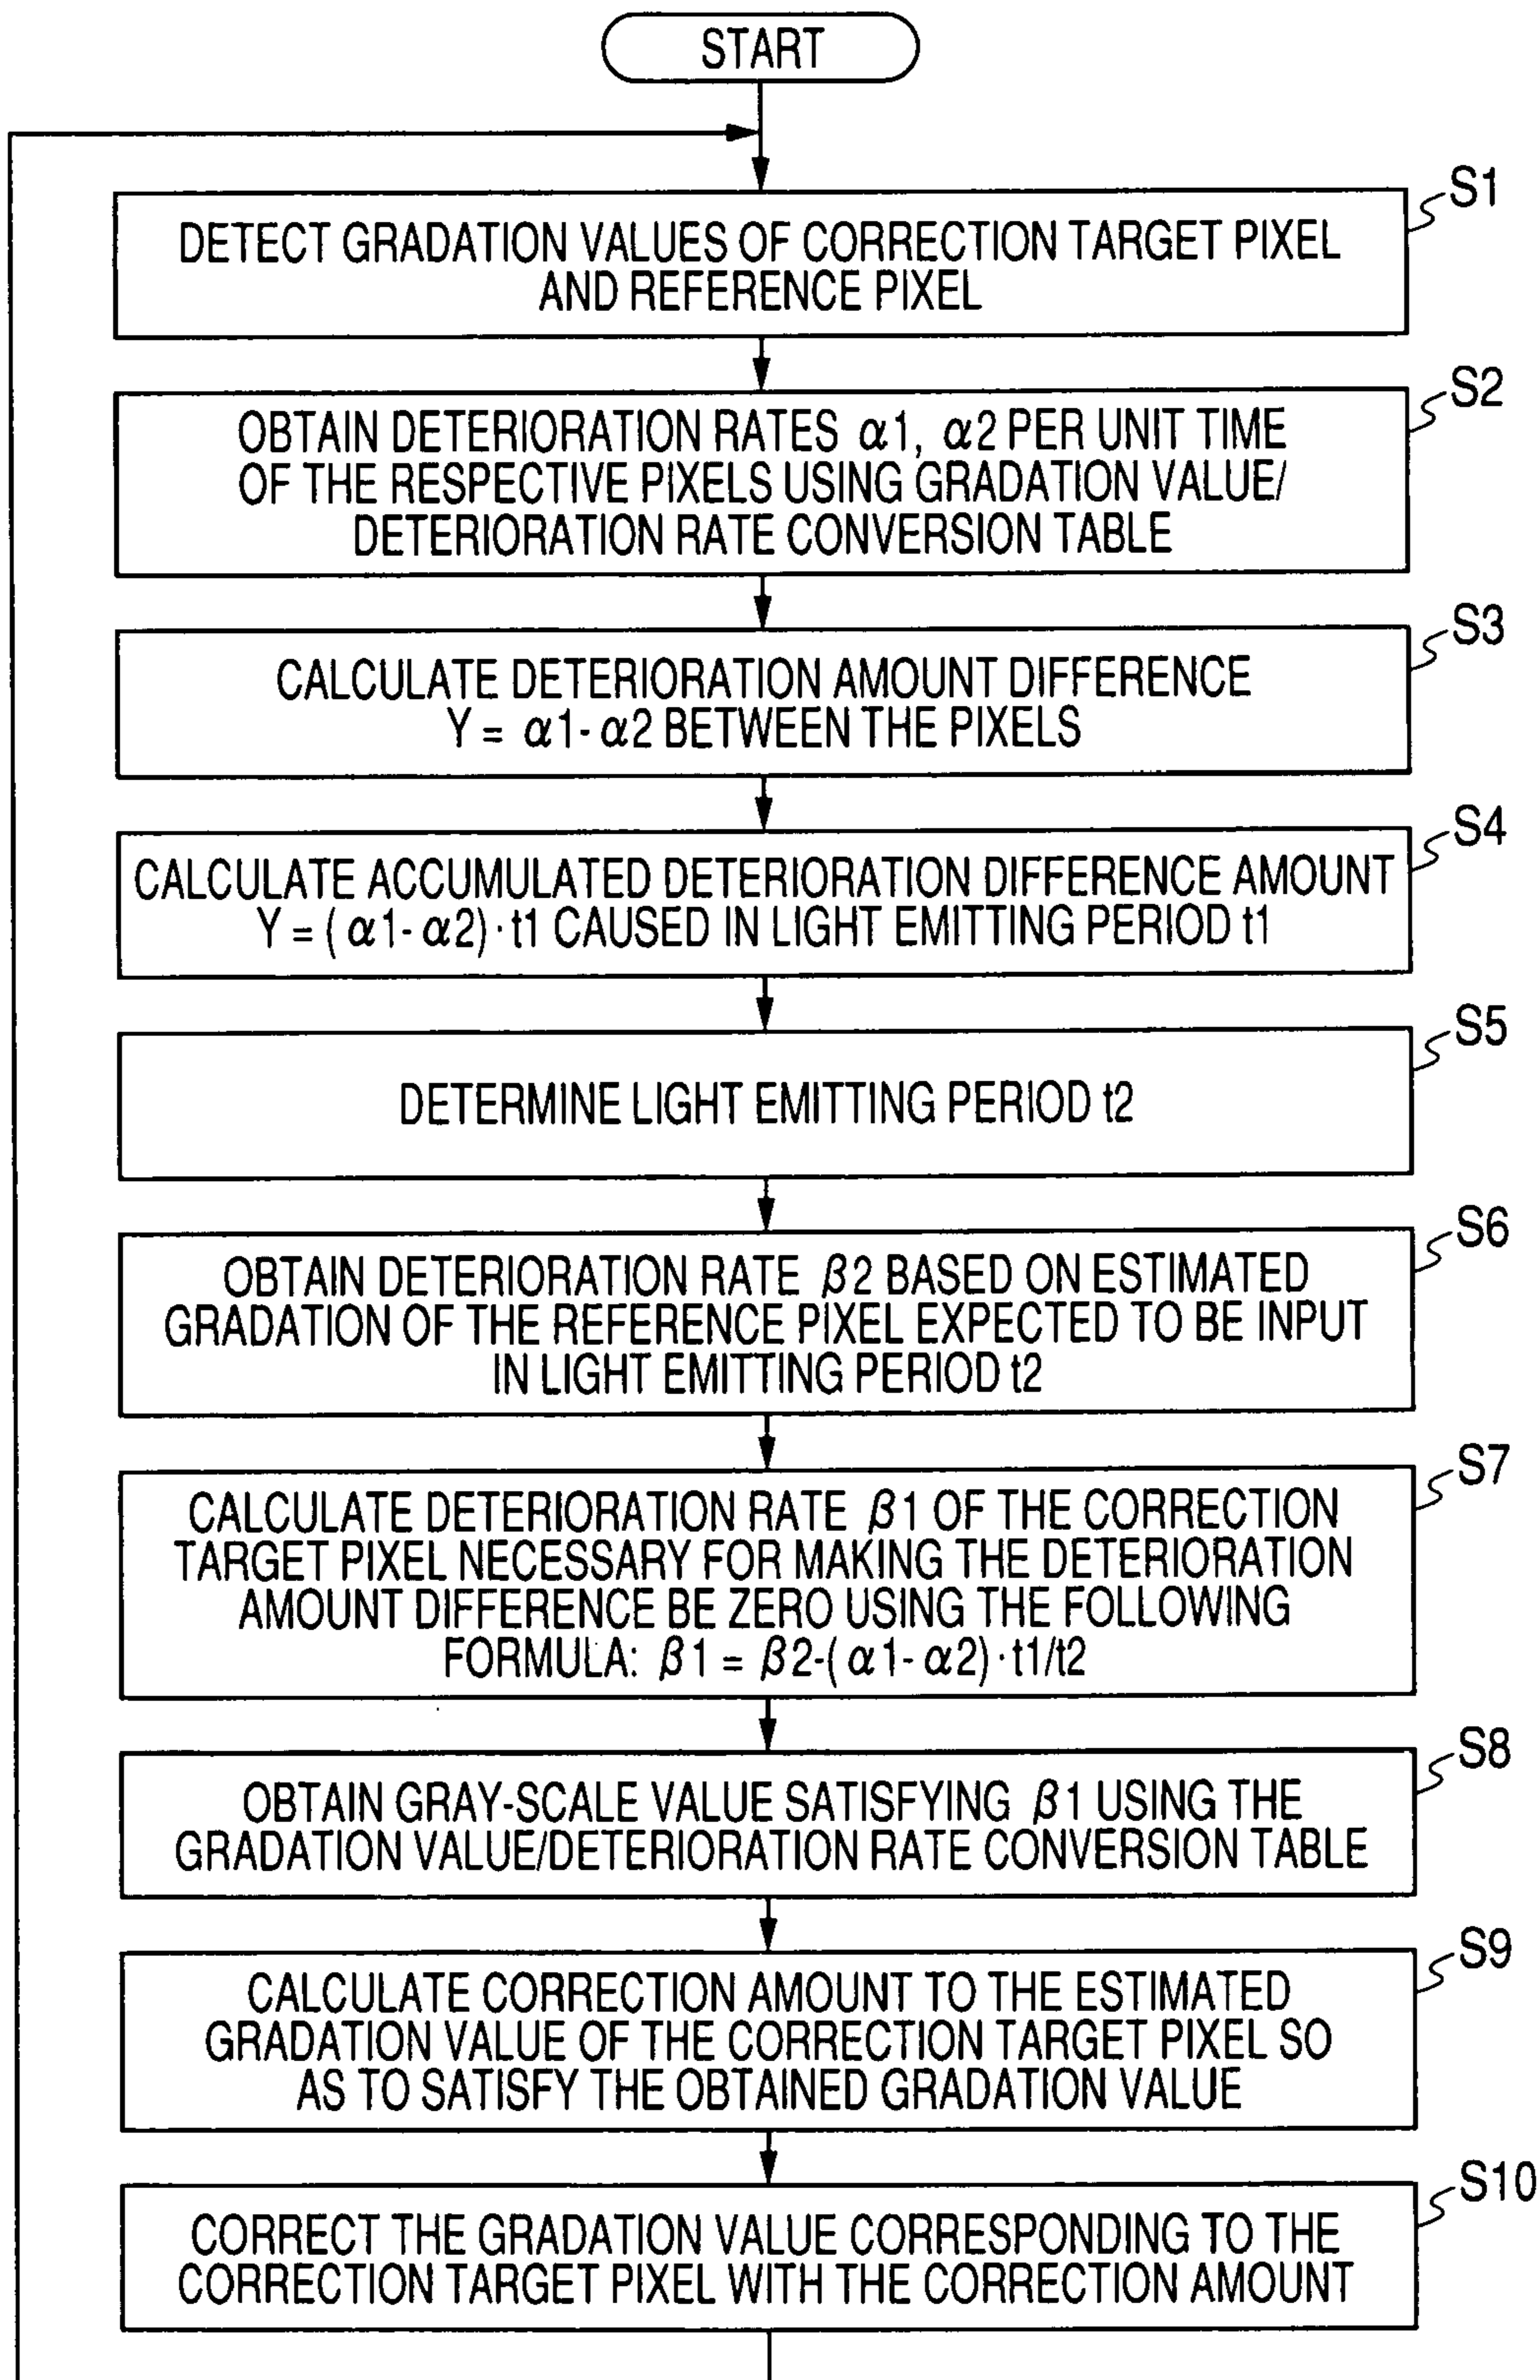 START
S1
DETECT GRADATION VALUES OF CORRECTION TARGET PIXEL
AND REFERENCE PIXEL
S2
OBTAIN DETERIORATION RATES α1, α2 PER UNIT TIME
OF THE RESPECTIVE PIXELS USING GRADATION VALUE/
DETERIORATION RATE CONVERSION TABLE
S3
CALCULATE DETERIORATION AMOUNT DIFFERENCE
Y = α1-α2 BETWEEN THE PIXELS
S4
CALCULATE ACCUMULATED DETERIORATION DIFFERENCE AMOUNT
Y = (α1-α2)·t1 CAUSED IN LIGHT EMITTING PERIOD t1
S5
DETERMINE LIGHT EMITTING PERIOD t2
S6
OBTAIN DETERIORATION RATE β2 BASED ON ESTIMATED
GRADATION OF THE REFERENCE PIXEL EXPECTED TO BE INPUT
IN LIGHT EMITTING PERIOD t2
S7
CALCULATE DETERIORATION RATE β1 OF THE CORRECTION
TARGET PIXEL NECESSARY FOR MAKING THE DETERIORATION
AMOUNT DIFFERENCE BE ZERO USING THE FOLLOWING
FORMULA: β1 = β2-(α1-α2)·t1/t2
S8
OBTAIN GRAY-SCALE VALUE SATISFYING β1 USING THE
GRADATION VALUE/DETERIORATION RATE CONVERSION TABLE
S9
CALCULATE CORRECTION AMOUNT TO THE ESTIMATED
GRADATION VALUE OF THE CORRECTION TARGET PIXEL SO
AS TO SATISFY THE OBTAINED GRADATION VALUE
S10
CORRECT THE GRADATION VALUE CORRESPONDING TO THE
CORRECTION TARGET PIXEL WITH THE CORRECTION AMOUNT